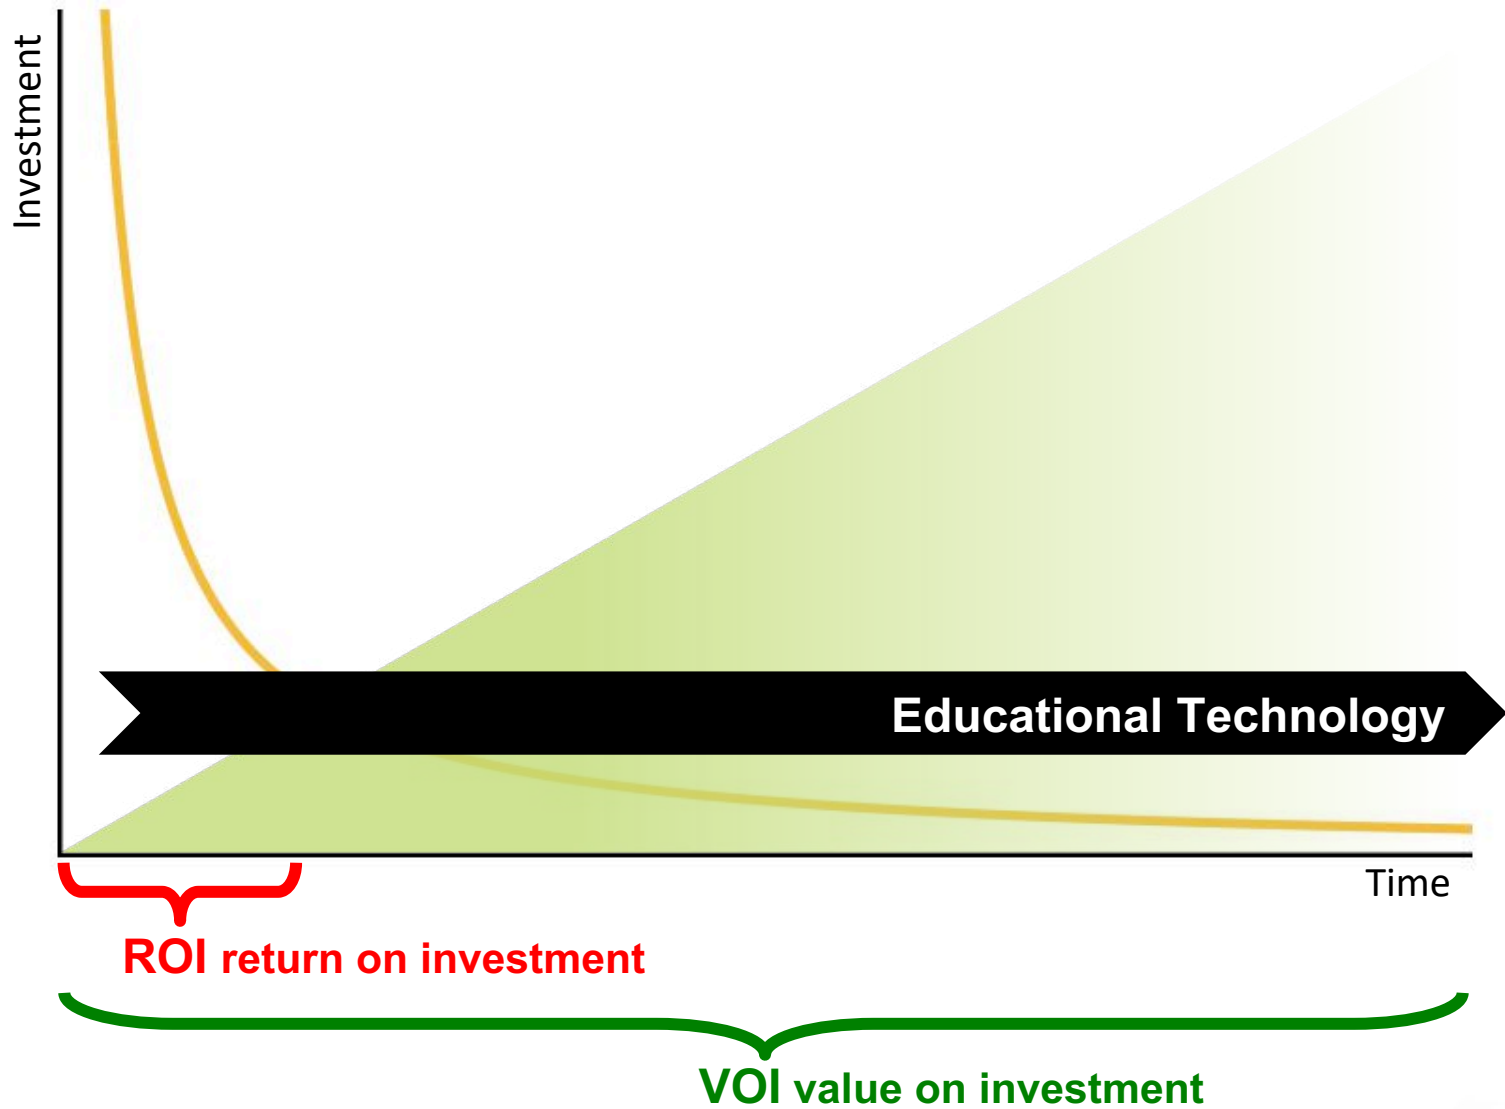 Investment
Educational Technology
Time
ROI return on investment
VOI value on investment